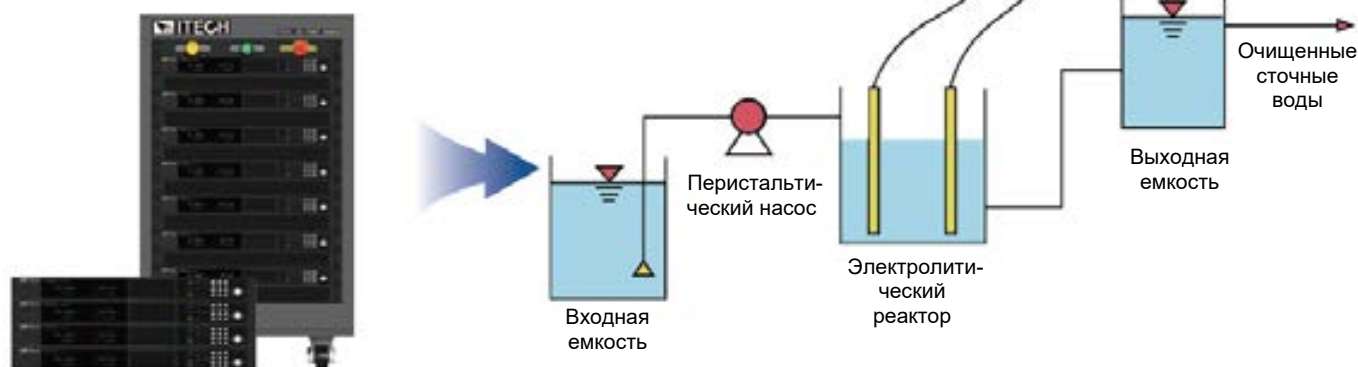 ITECH
Очищенные
сточные
воды
Выходная
емкость
Перистальти-
ческий насос
Электролити-
ческий
реактор
Входная
емкость